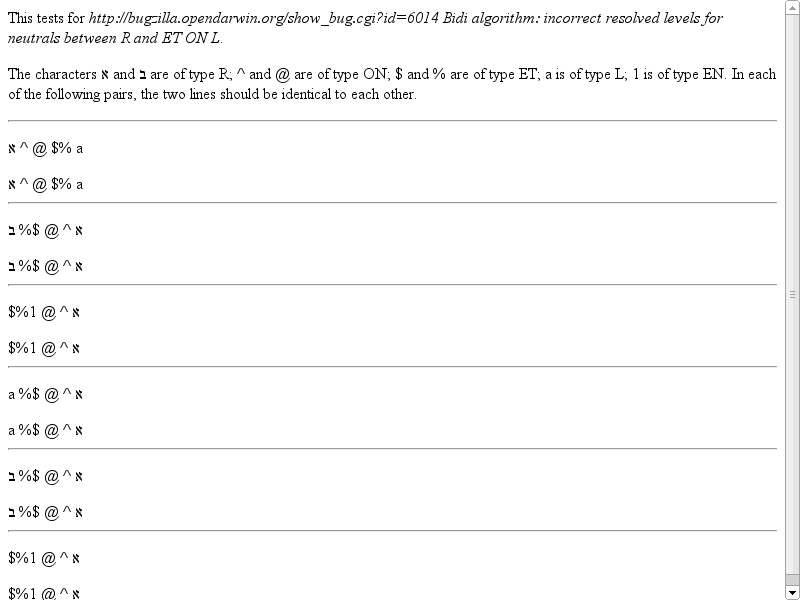 This tests for http://bugzilla.opendarwin.org/show_bug.cgi?id=6014 Bidi algorithm: incorrect resolved levels for
neutrals between R and ET ON L.
The characters א and ב are of type R; ^ and @ are of type ON; $ and % are of type ET; a is of type L; 1 is of type EN. In each
of the following pairs, the two lines should be identical to each other.
א ^ @ $% a
א ^ @ $% a
ב %$ @ ^ א
ב %$ @ ^ א
$%1 @ ^ א
$%1 @ ^ א
a %$ @ ^ א
a %$ @ ^ א
ב %$ @ ^ א
ב %$ @ ^ א
$%1 @ ^ א
$%1 @ ^ א